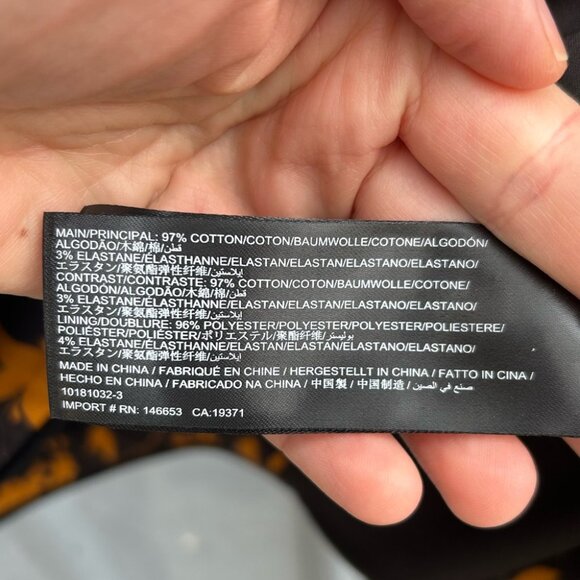 MAIN/PRINCIPAL: 97% COTTON/COTON/BAUMWOLLE/COTONE/ALGODÓN/
ALGODÃO/木綿/棉/قطن
3% ELASTANE/ÉLASTHANNE/ELASTAN/ELASTAN/ELASTANO/ELASTANO/
エラスタン/聚氨酯弹性纤维/إيلاستين
CONTRAST/CONTRASTE: 97% COTTON/COTON/BAUMWOLLE/COTONE/
ALGODÓN/ALGODÃO/木綿/棉/قطن
3% ELASTANE/ÉLASTHANNE/ELASTAN/ELASTAN/ELASTANO/ELASTANO/
エラスタン/聚氨酯弹性纤维/إيلاستين
LINING/DOUBLURE: 96% POLYESTER/POLYESTER/POLYESTER/POLIESTERE/
POLIÉSTER/POLIÉSTER/ポリエステル/聚酯纤维/بوليستر
4% ELASTANE/ÉLASTHANNE/ELASTAN/ELASTAN/ELASTANO/ELASTANO/
エラスタン/聚氨酯弹性纤维/إيلاستين
MADE IN CHINA / FABRIQUÉ EN CHINE / HERGESTELLT IN CHINA / FATTO IN CINA /
HECHO EN CHINA / FABRICADO NA CHINA / 中国製 / 中国制造 / صنع في الصين
10181032-3
IMPORT # RN: 146653 CA:19371